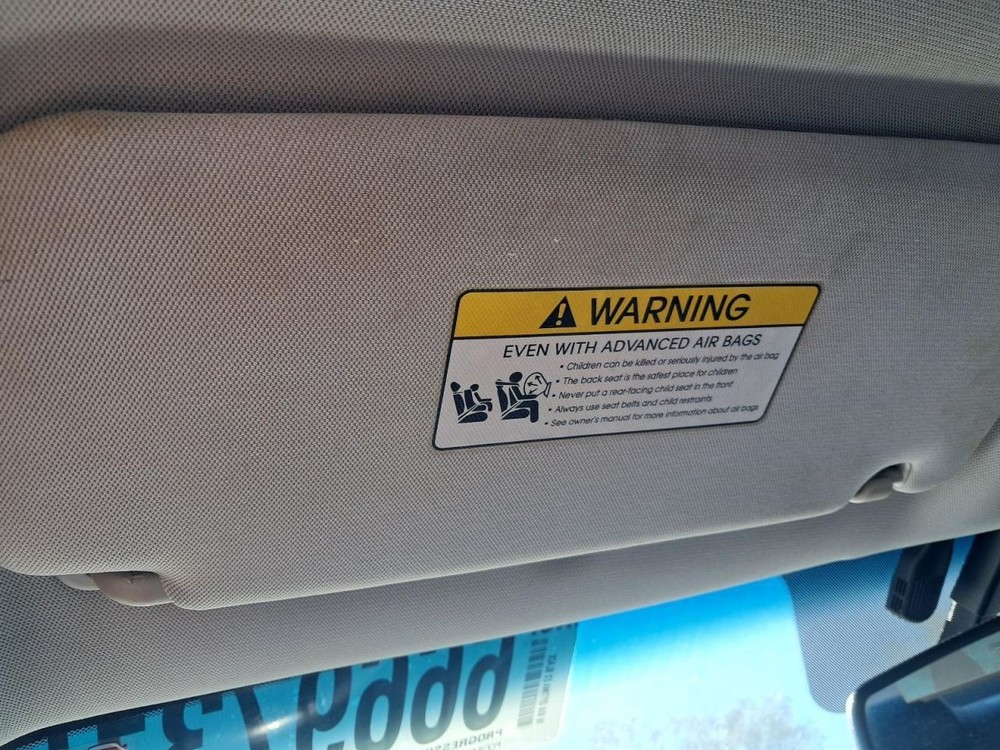 WARNING
EVEN WITH ADVANCED AIR BAGS
• Children can be killed or seriously injured by the air bag
• The back seat is the safest place for children
• Never put a rear-facing child seat in the front
• Always use seat belts and child restraints
• See owner's manual for more information about air bags
PROGRESSIV